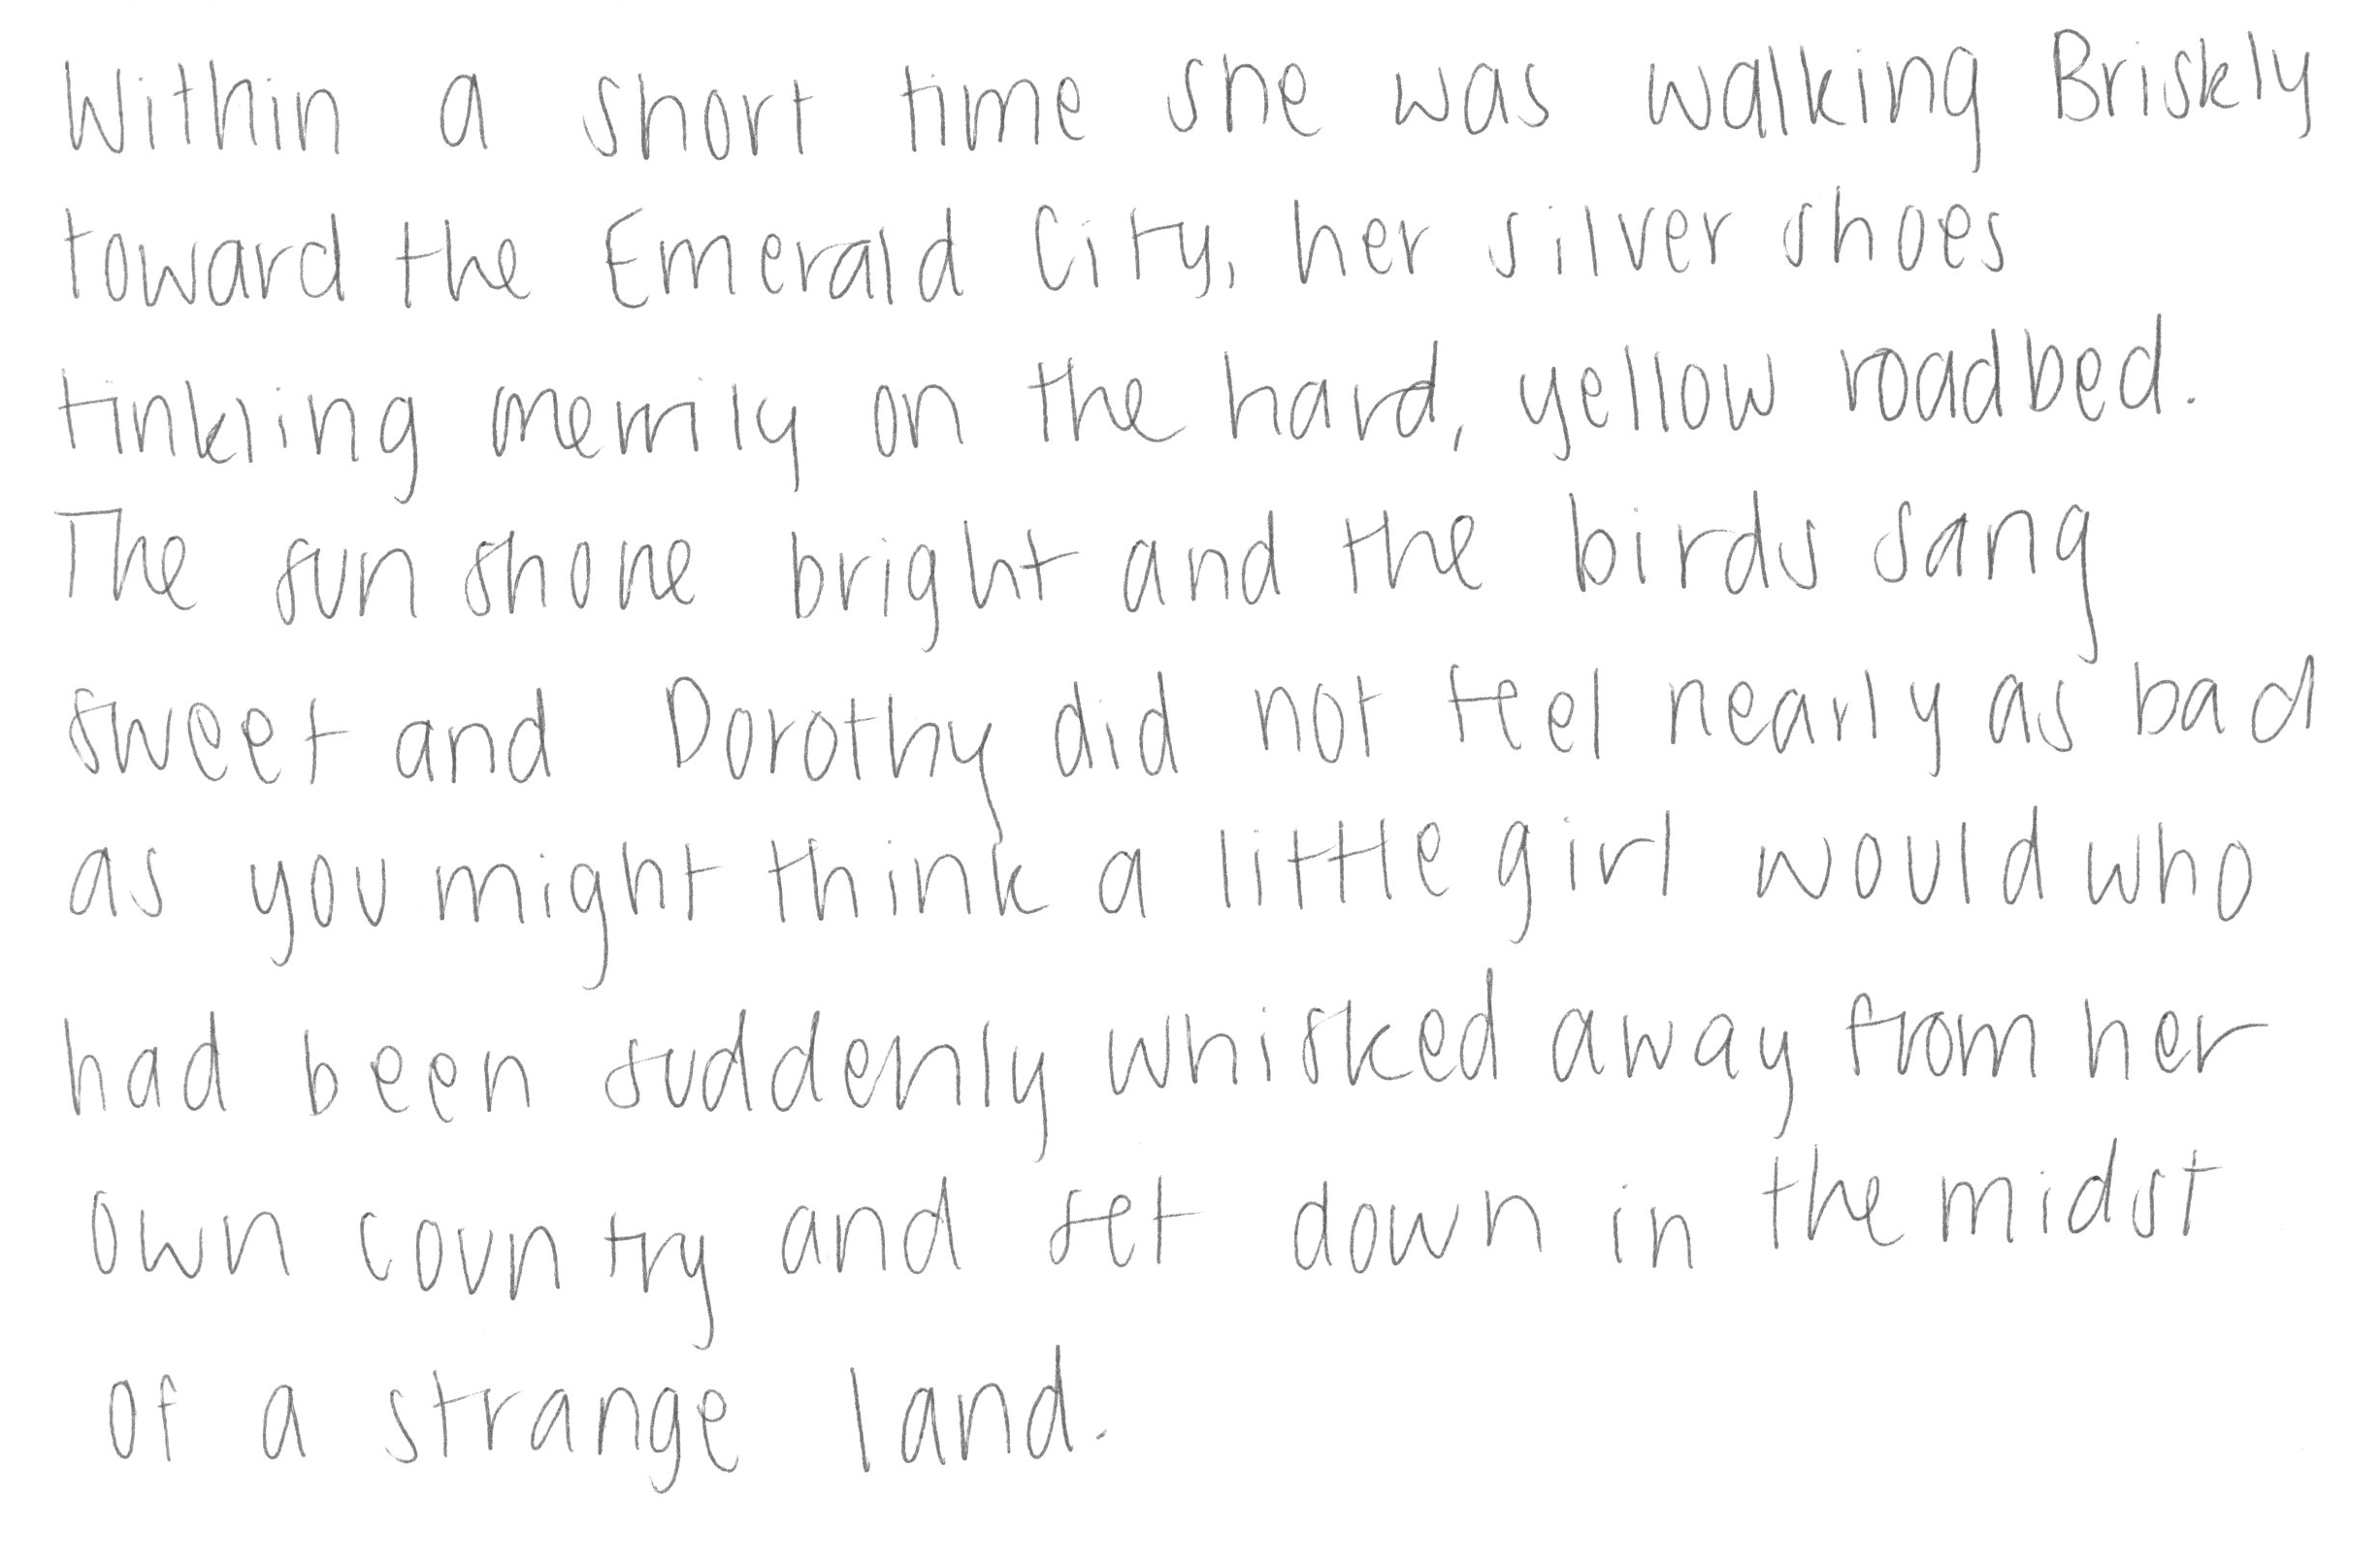 Within a short time she was walking Briskly
toward the Emerald City, her silver shoes
tinkling merrily on the hard, yellow roadbed.
The sun shone bright and the birds sang
sweet and Dorothy did not feel nearly as bad
as you might think a little girl would who
had been suddenly whisked away from her
own country and set down in the midst
of a strange land.